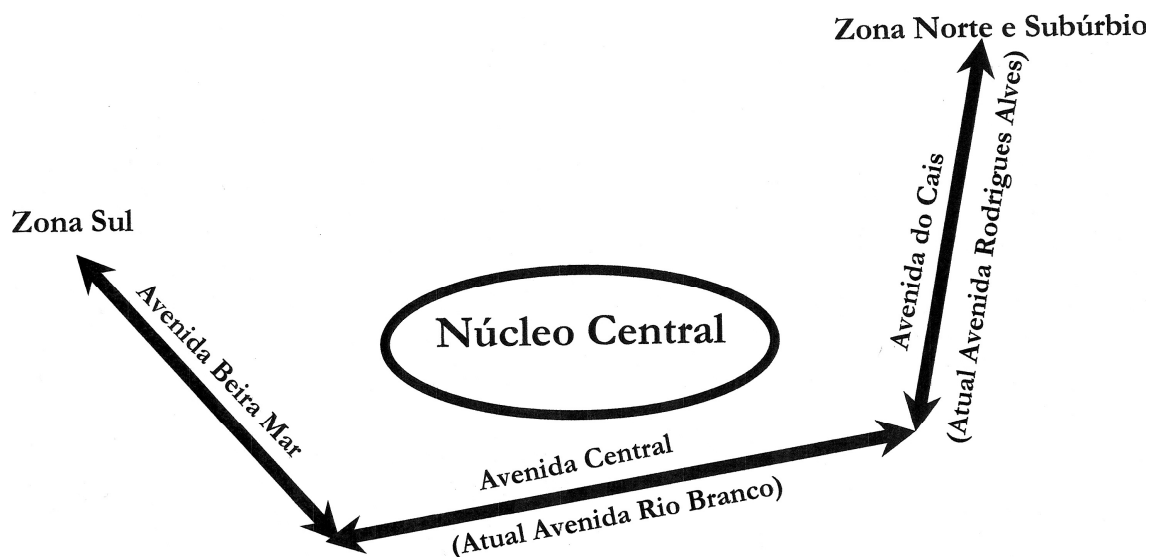 Zona Norte e Subúrbio
Zona Sul
Avenida Beira Mar
Núcleo Central
Avenida do Cais
(Atual Avenida Rodrigues Alves)
Avenida Central
(Atual Avenida Rio Branco)